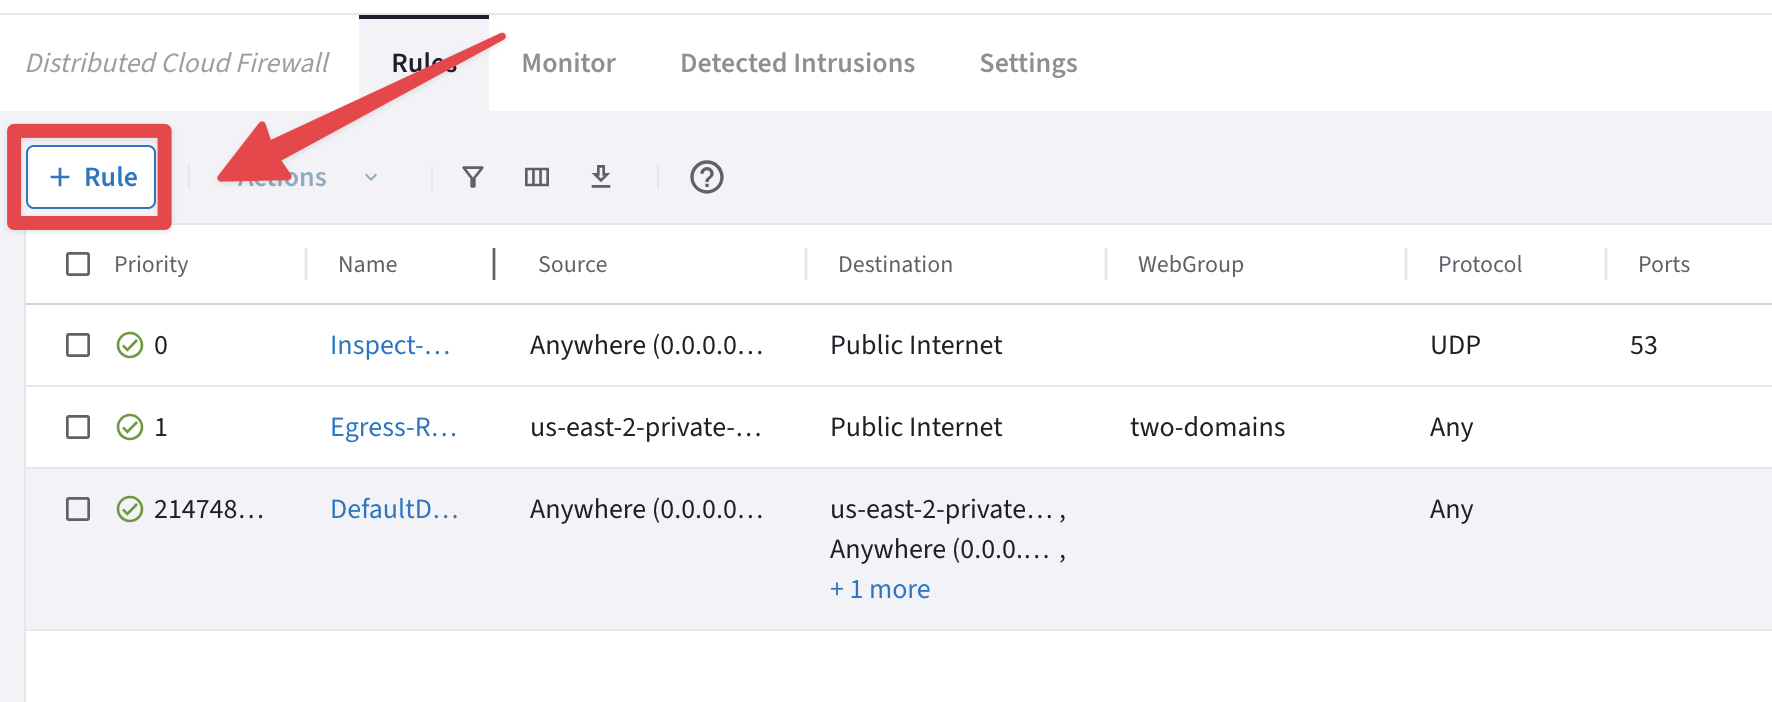 Distributed Cloud Firewall Rules Monitor Detected Intrusions Settings
+ Rule Actions
Priority Name Source Destination WebGroup Protocol Ports
0 Inspect-... Anywhere (0.0.0.0... Public Internet UDP 53
1 Egress-R... us-east-2-private-... Public Internet two-domains Any
214748... DefaultD... Anywhere (0.0.0.0... us-east-2-private... , Any
Anywhere (0.0.0.... ,
+ 1 more